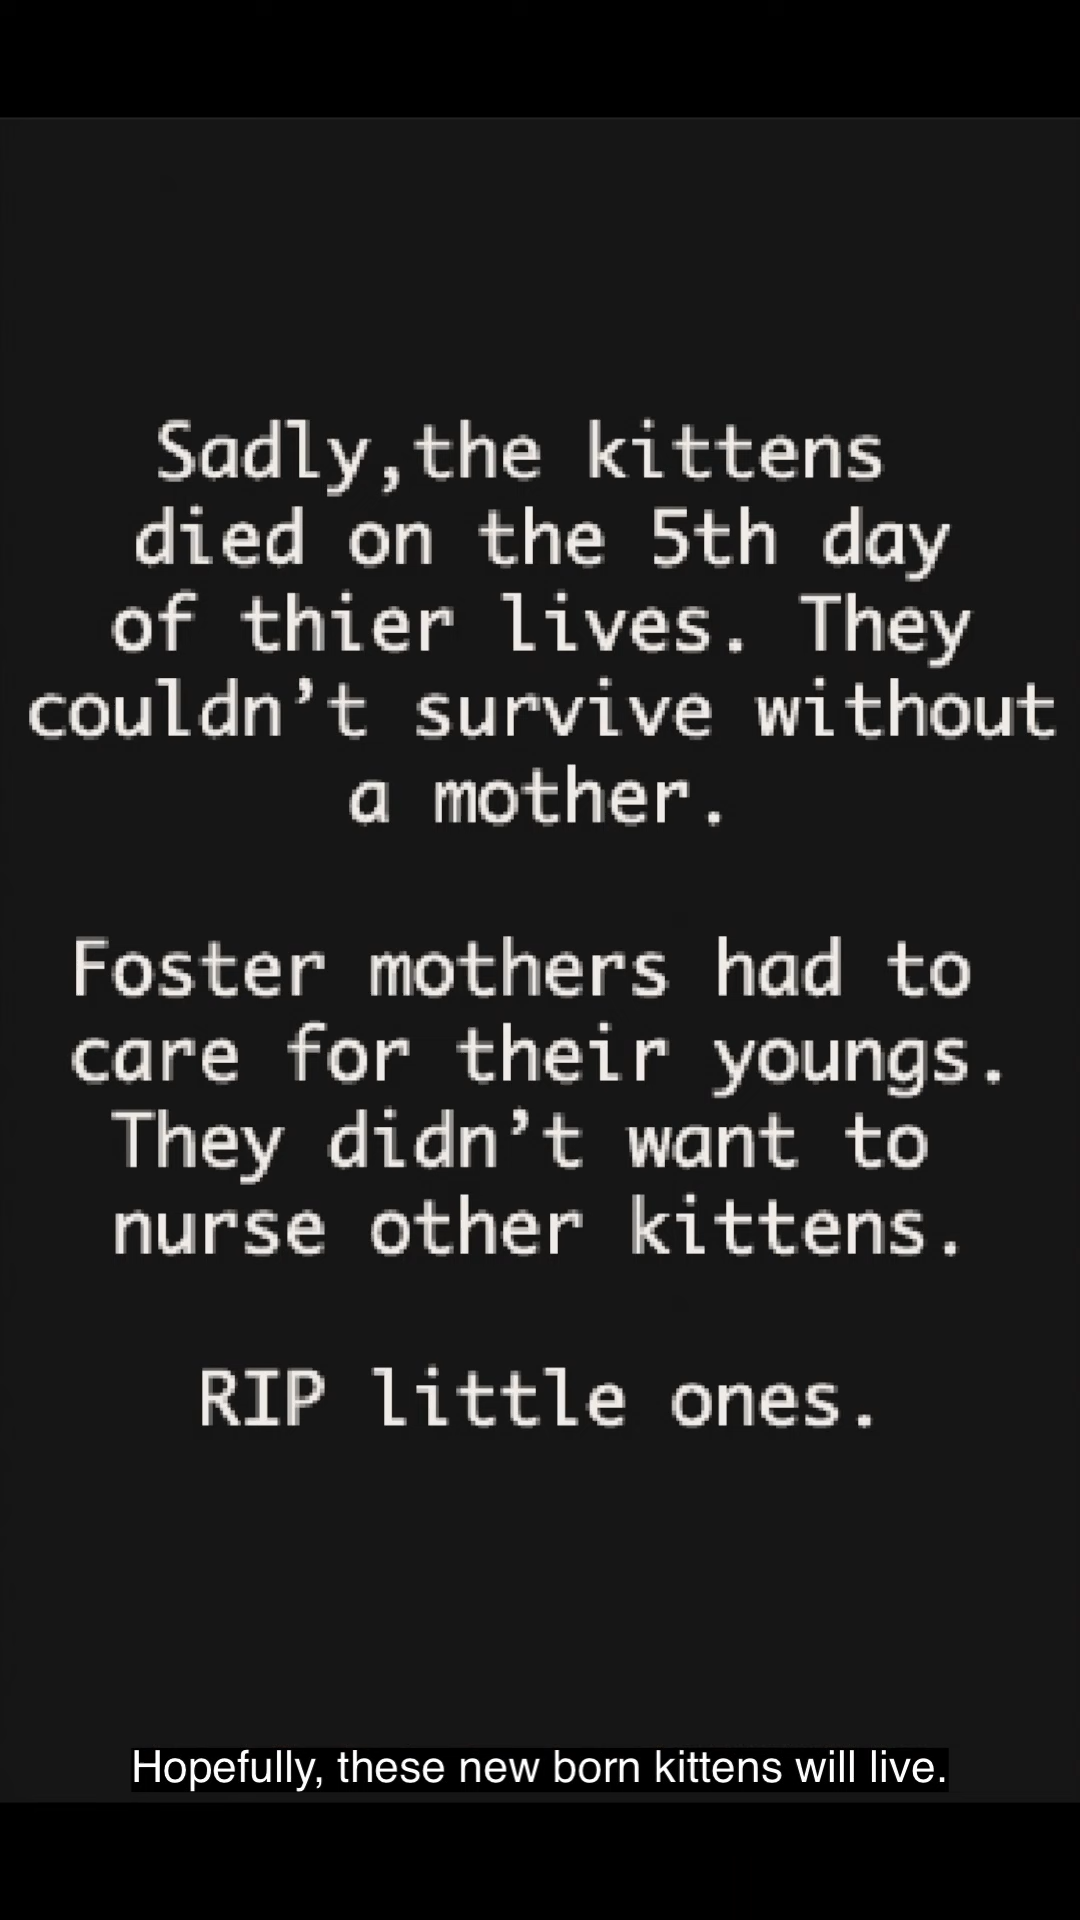 Sadly,the kittens
died on the 5th day
of thier lives. They
couldn’t survive without
a mother.
Foster mothers had to
care for their youngs.
They didn’t want to
nurse other kittens.
RIP little ones.
Hopefully, these new born kittens will live.